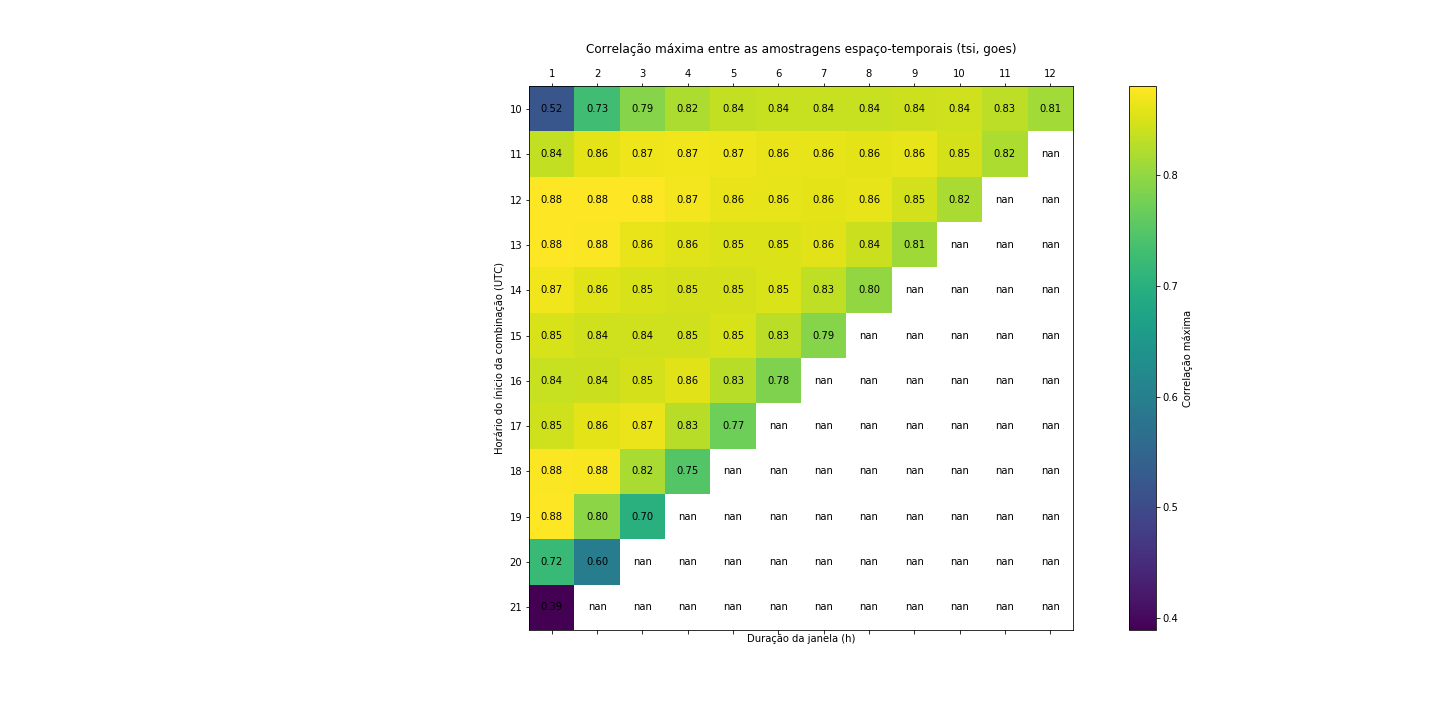 Correlação máxima entre as amostragens espaço-temporais (tsi, goes)
1 2 3 4 5 6 7 8 9 10 11 12
10 0.52 0.73 0.79 0.82 0.84 0.84 0.84 0.84 0.84 0.84 0.83 0.81
11 0.84 0.86 0.87 0.87 0.87 0.86 0.86 0.86 0.86 0.85 0.82 nan
12 0.88 0.88 0.88 0.87 0.86 0.86 0.86 0.86 0.85 0.82 nan nan
13 0.88 0.88 0.86 0.86 0.85 0.85 0.86 0.84 0.81 nan nan nan
14 0.87 0.86 0.85 0.85 0.85 0.85 0.83 0.80 nan nan nan nan
15 0.85 0.84 0.84 0.85 0.85 0.83 0.79 nan nan nan nan nan
16 0.84 0.84 0.85 0.86 0.83 0.78 nan nan nan nan nan nan
17 0.85 0.86 0.87 0.83 0.77 nan nan nan nan nan nan nan
18 0.88 0.88 0.82 0.75 nan nan nan nan nan nan nan nan
19 0.88 0.80 0.70 nan nan nan nan nan nan nan nan nan
20 0.72 0.60 nan nan nan nan nan nan nan nan nan nan
21 0.39 nan nan nan nan nan nan nan nan nan nan nan
Horário do ínicio da combinação (UTC)
Duração da janela (h)
0.8
0.7
0.6
0.5
0.4
Correlação máxima